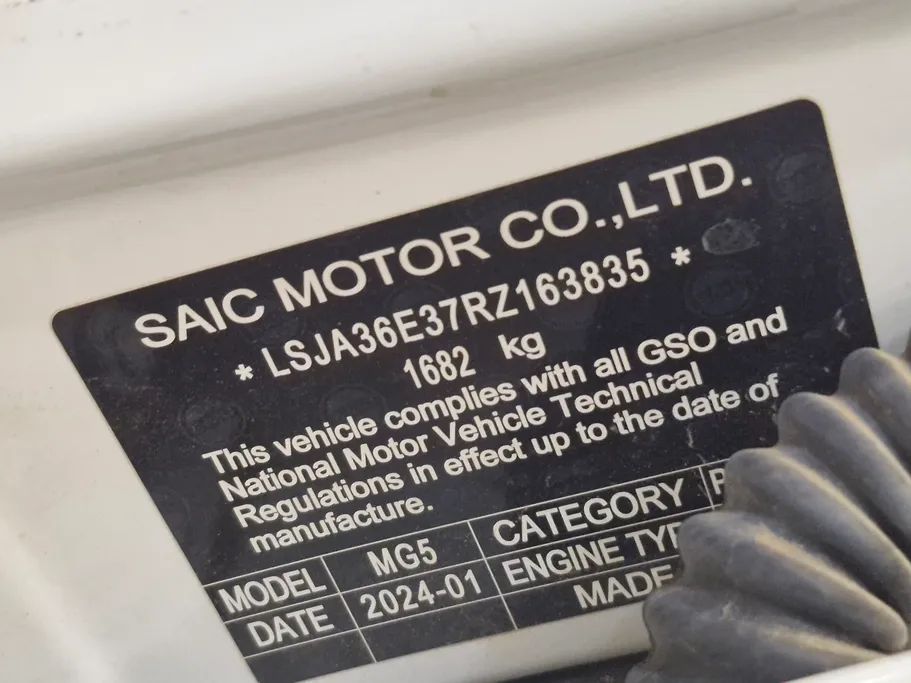 SAIC MOTOR CO.,LTD.
* LSJA36E37RZ163835 *
1682 kg
This vehicle complies with all GSO and
National Motor Vehicle Technical
Regulations in effect up to the date of
manufacture.
MODEL MG5 CATEGORY
DATE 2024-01 ENGINE
MADE